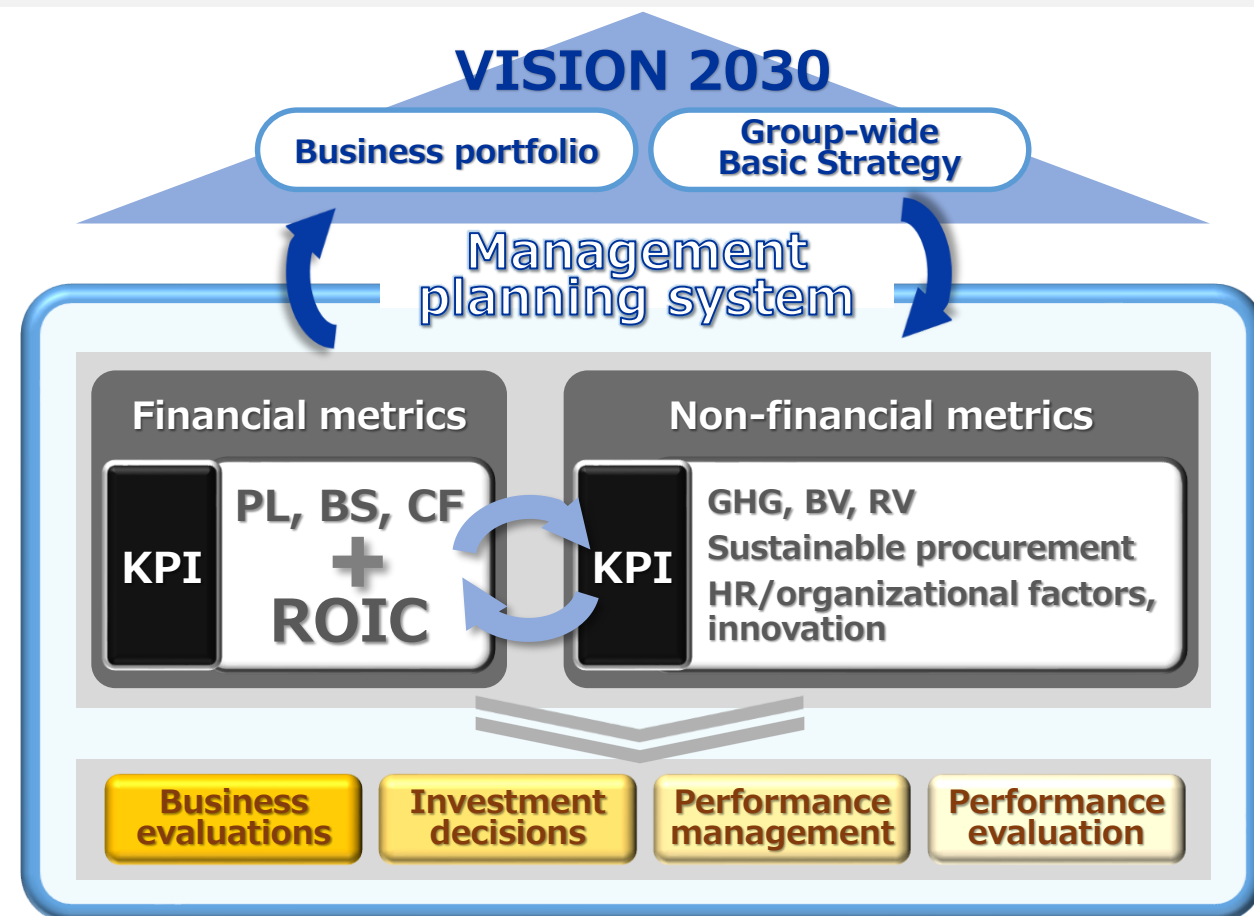 VISION 2030
Business portfolio
Group-wide
Basic Strategy
Management
planning system
Financial metrics
KPI
PL, BS, CF
+
ROIC
Non-financial metrics
KPI
GHG, BV, RV
Sustainable procurement
HR/organizational factors,
innovation
Business
evaluations
Investment
decisions
Performance
management
Performance
evaluation